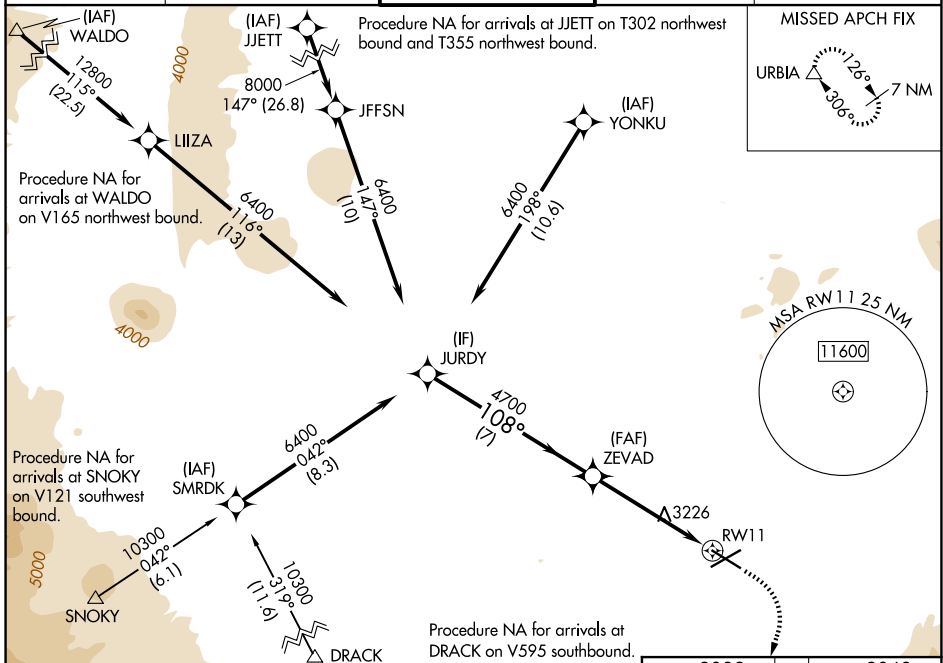 (IAF)
WALDO
(IAF)
JJETT
Procedure NA for arrivals at JJETT on T302 northwest
bound and T355 northwest bound.
MISSED APCH FIX
URBIA
126°
306°
7 NM
12800
115°
(22.5)
4000
8000
147° (26.8)
JFFSN
(IAF)
YONKU
LIIZA
Procedure NA for
arrivals at WALDO
on V165 northwest bound.
6400
116°
(13)
6400
147°
(10)
6400
198°
(10.6)
4000
MSA RW11 25 NM
11600
(IF)
JURDY
4700
108°
(7)
(FAF)
ZEVAD
3226
RW11
Procedure NA for
arrivals at SNOKY
on V121 southwest
bound.
(IAF)
SMRDK
6400
042°
(8.3)
10300
042°
(6.1)
5000
SNOKY
10300
319°
(11.6)
DRACK
Procedure NA for arrivals at
DRACK on V595 southbound.